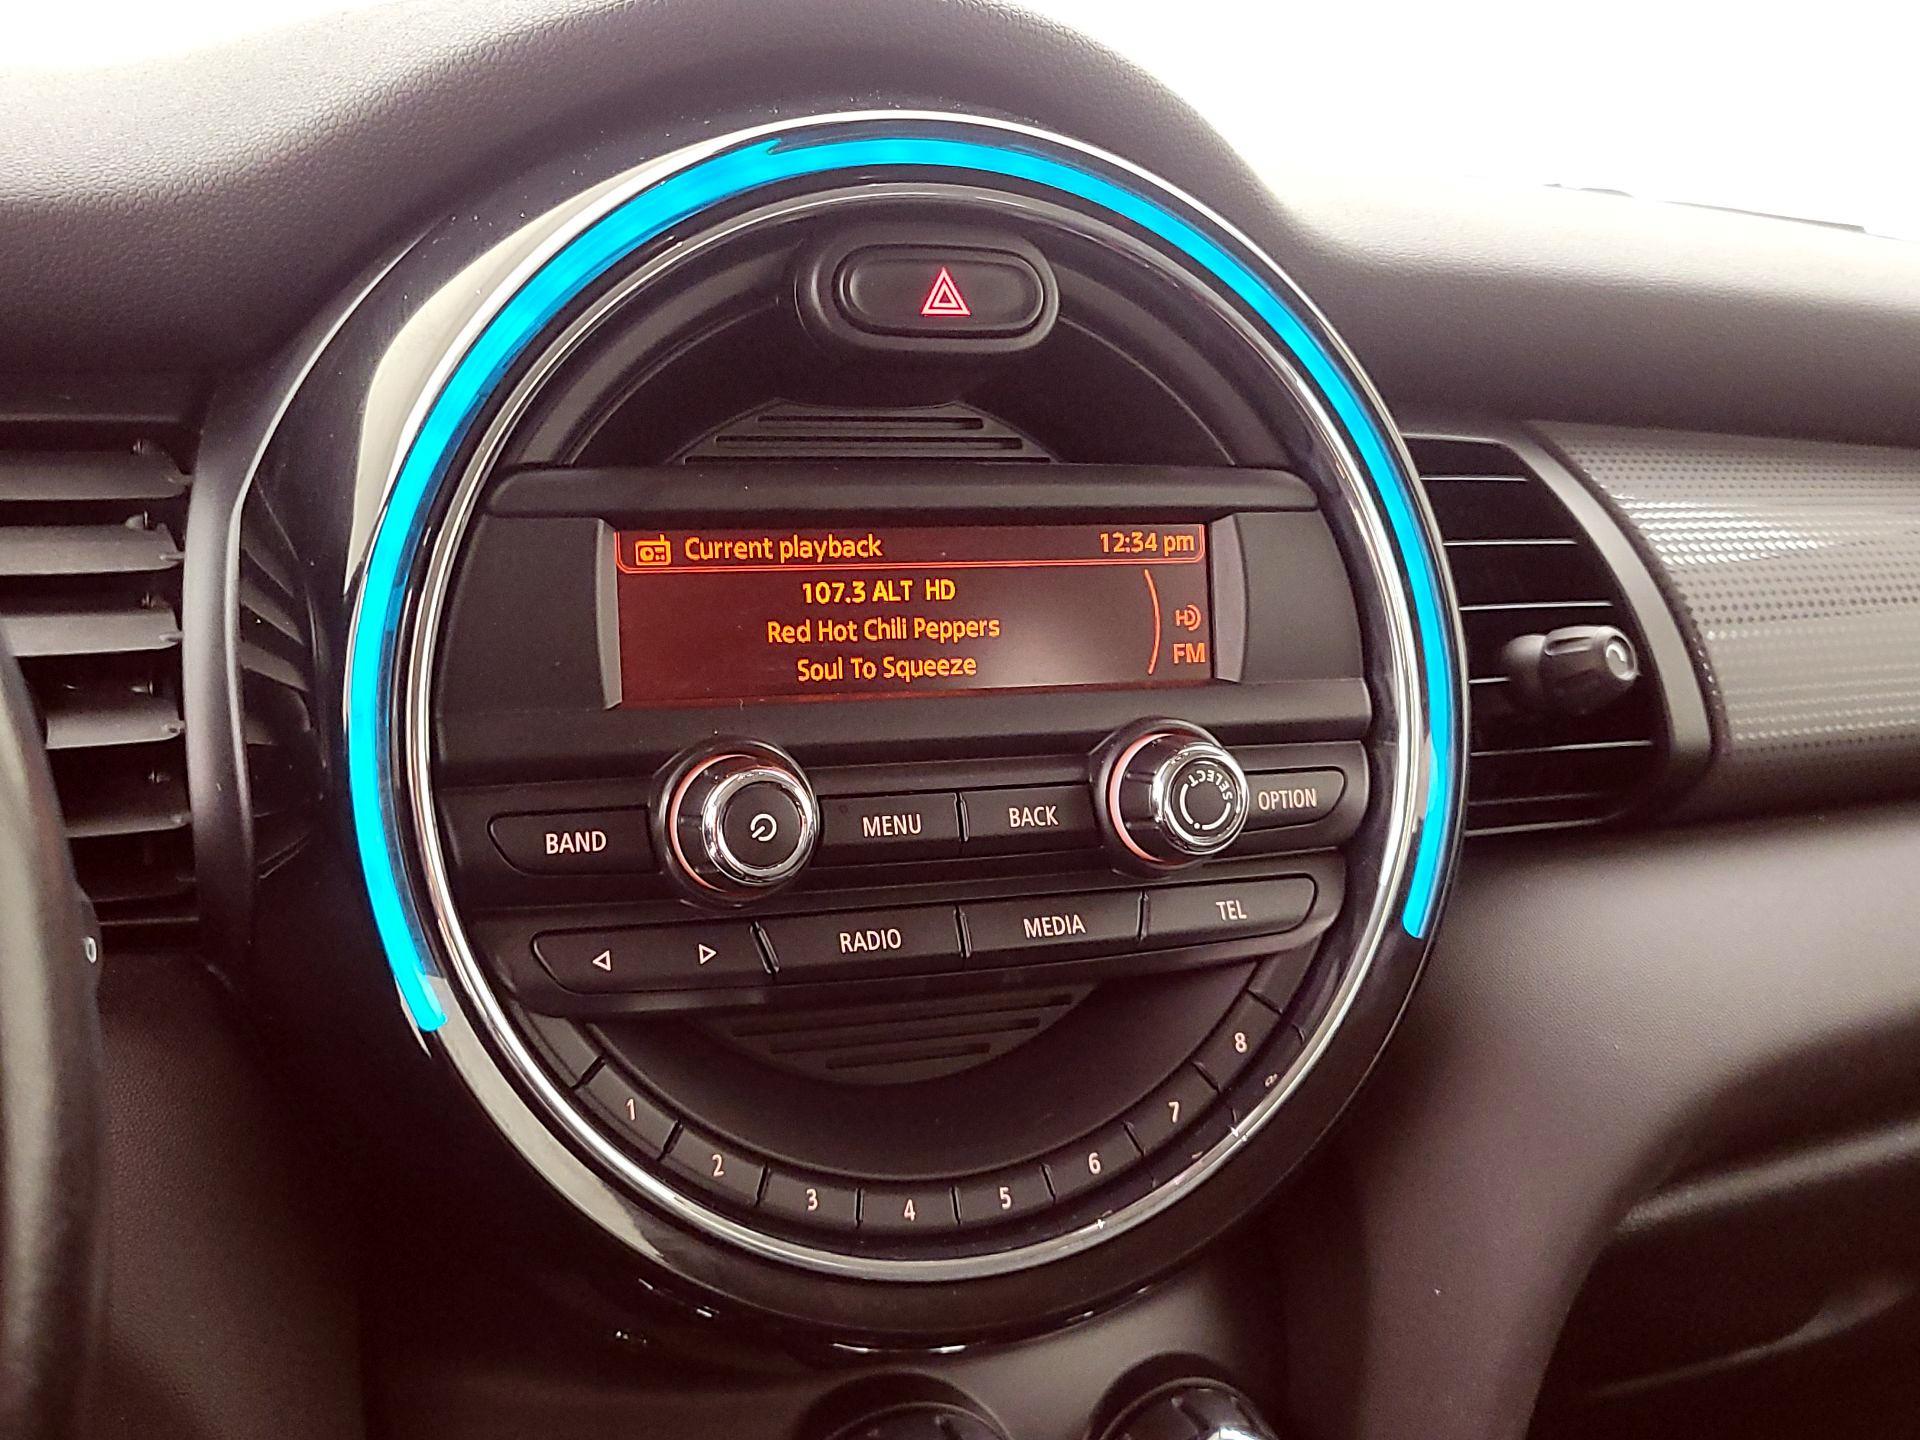 Current playback 12:34 pm
107.3 ALT HD
Red Hot Chili Peppers
Soul To Squeeze
HD
FM
BAND
MENU
BACK
SELECT
OPTION
RADIO
MEDIA
TEL
1
2
3
4
5
6
7
8